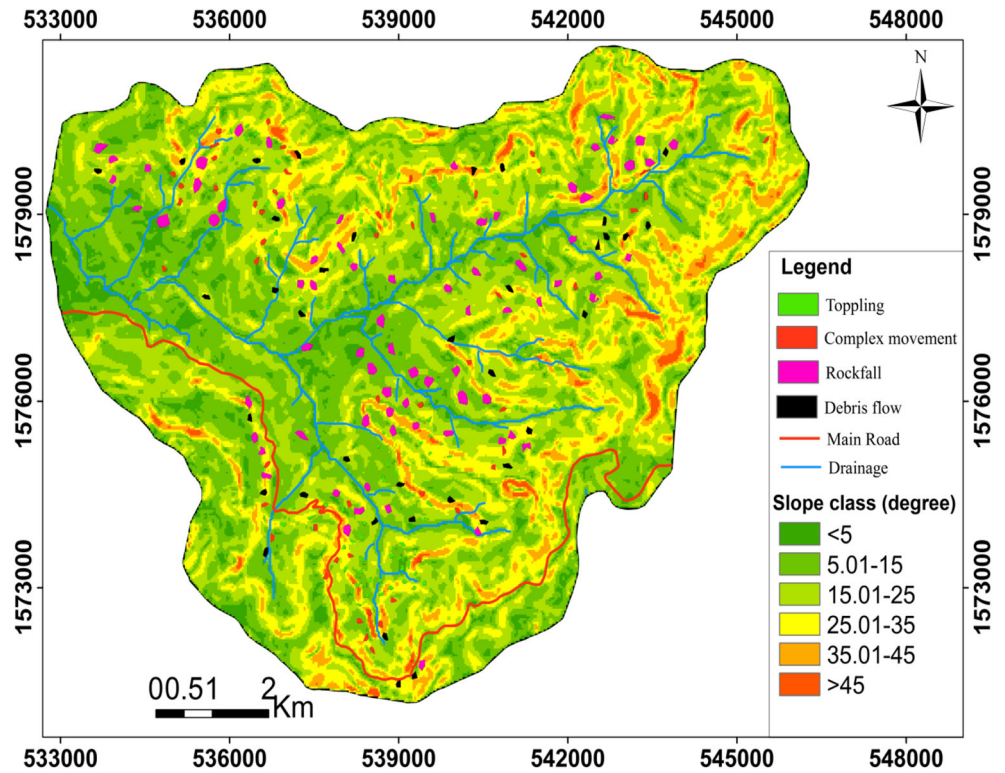 533000 536000 539000 542000 545000 548000
N
1579000 1579000
Legend
Toppling
Complex movement
Rockfall
1576000 1576000
Debris flow
Main Road
Drainage
Slope class (degree)
<5
5.01-15
1573000 1573000
15.01-25
25.01-35
35.01-45
>45
00.51 2
Km
533000 536000 539000 542000 545000 548000